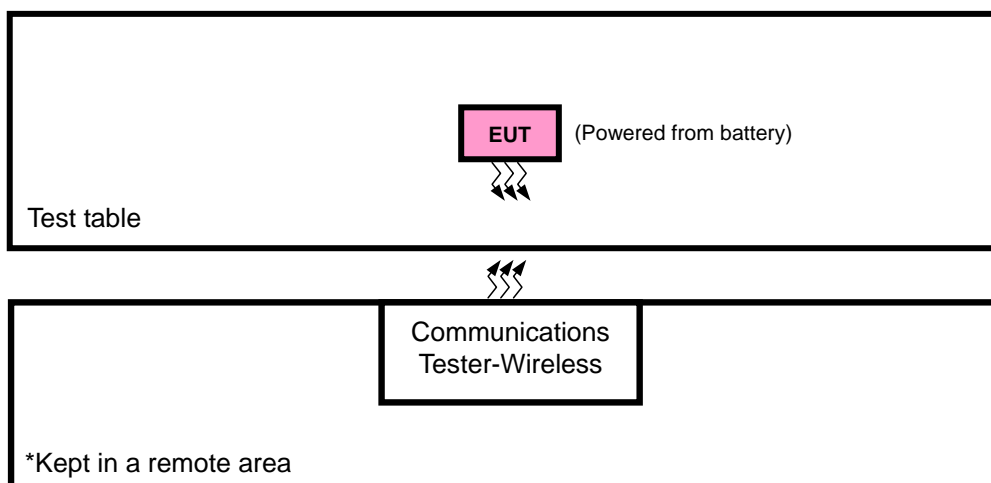 EUT
(Powered from battery)
Test table
Communications
Tester-Wireless
*Kept in a remote area